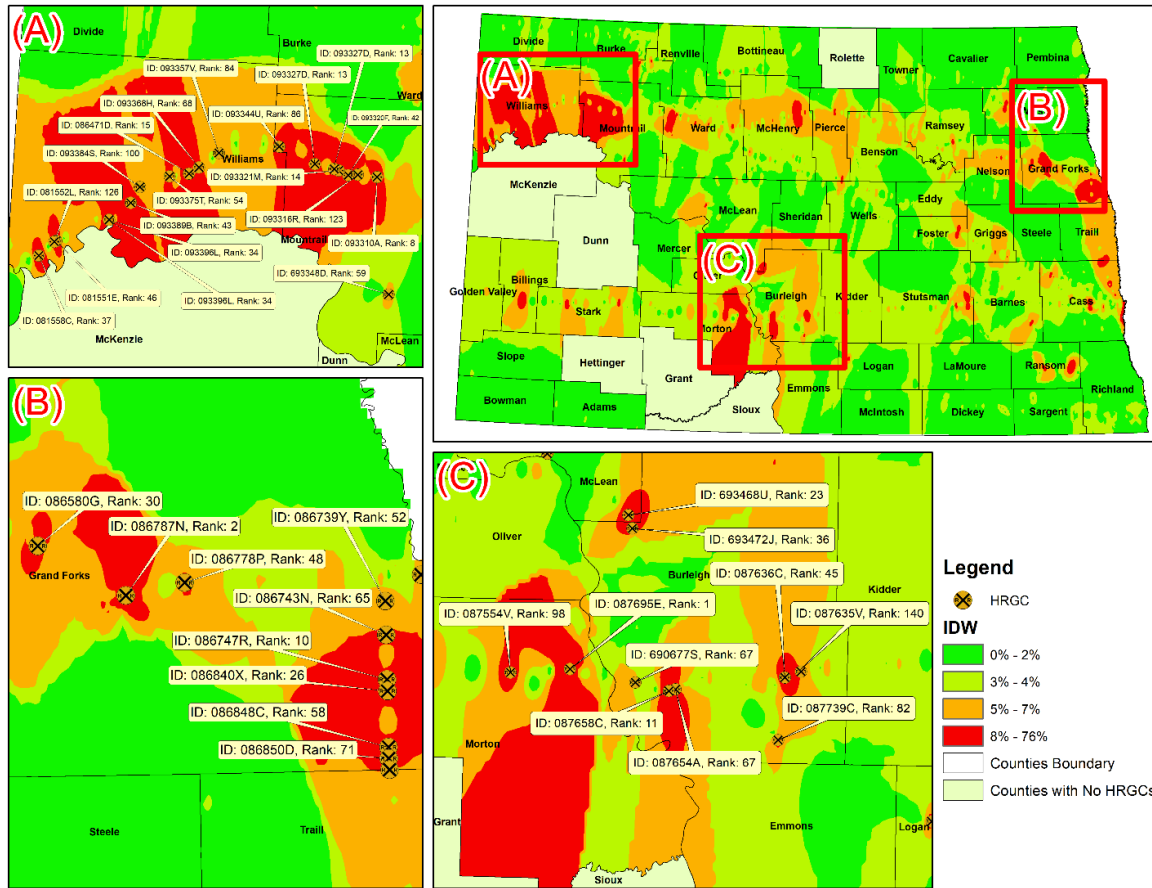 (A)
Divide
Burke
ID: 093327D, Rank: 13
ID: 093357V, Rank: 84
ID: 093327D, Rank: 13
Ward
ID: 093368H, Rank: 68
ID: 093344U, Rank: 86
ID: 093320F, Rank: 42
ID: 086471D, Rank: 15
Williams
ID: 093384S, Rank: 100
ID: 093321M, Rank: 14
ID: 081552L, Rank: 126
ID: 093375T, Rank: 54
ID: 093316R, Rank: 123
ID: 093389B, Rank: 43
Mountrail
ID: 093310A, Rank: 8
ID: 093396L, Rank: 34
ID: 693348D, Rank: 59
ID: 081551E, Rank: 46
ID: 093396L, Rank: 34
ID: 081558C, Rank: 37
McKenzie
McLean
Dunn
Divide
Burke
Renville
Bottineau
Rolette
Towner
Cavalier
Pembina
(A)
(B)
Williams
Mountrail
Ward
McHenry
Pierce
Ramsey
Benson
Nelson
Grand Forks
McKenzie
McLean
Sheridan
Wells
Eddy
Dunn
Mercer
Foster
Griggs
Steele
Traill
(C)
Billings
Oliver
Burleigh
Kidder
Stutsman
Barnes
Cass
Golden Valley
Stark
Morton
Slope
Hettinger
Grant
Logan
LaMoure
Ransom
Emmons
Richland
Bowman
Adams
Sioux
McIntosh
Dickey
Sargent
(B)
ID: 086580G, Rank: 30
ID: 086787N, Rank: 2
ID: 086739Y, Rank: 52
ID: 086778P, Rank: 48
Grand Forks
ID: 086743N, Rank: 65
ID: 086747R, Rank: 10
ID: 086840X, Rank: 26
ID: 086848C, Rank: 58
ID: 086850D, Rank: 71
Steele
Traill
(C)
McLean
ID: 693468U, Rank: 23
Oliver
ID: 693472J, Rank: 36
Burleigh
ID: 087636C, Rank: 45
Kidder
ID: 087554V, Rank: 98
ID: 087695E, Rank: 1
ID: 087635V, Rank: 140
ID: 690677S, Rank: 67
ID: 087658C, Rank: 11
ID: 087739C, Rank: 82
Morton
ID: 087654A, Rank: 67
Grant
Emmons
Logan
Sioux
Legend
HRGC
IDW
0% - 2%
3% - 4%
5% - 7%
8% - 76%
Counties Boundary
Counties with No HRGCs